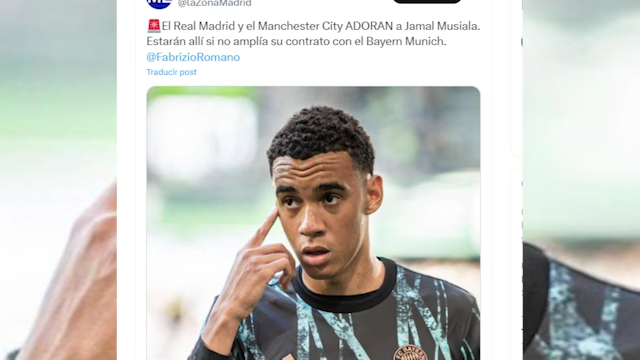 @LaZonaMadrid
🚨El Real Madrid y el Manchester City ADORAN a Jamal Musiala.
Estarán allí si no amplía su contrato con el Bayern Munich.
@FabrizioRomano
Traducir post